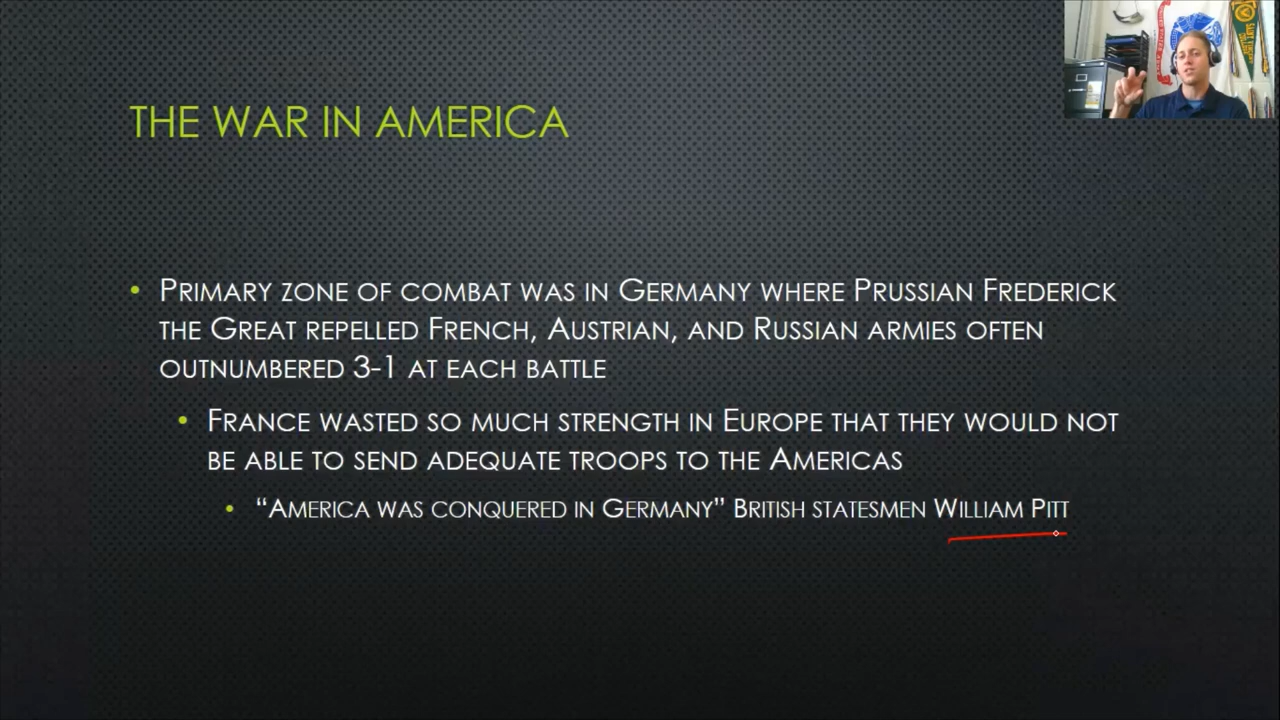 THE WAR IN AMERICA
• PRIMARY ZONE OF COMBAT WAS IN GERMANY WHERE PRUSSIAN FREDERICK
THE GREAT REPELLED FRENCH, AUSTRIAN, AND RUSSIAN ARMIES OFTEN
OUTNUMBERED 3-1 AT EACH BATTLE
• FRANCE WASTED SO MUCH STRENGTH IN EUROPE THAT THEY WOULD NOT
BE ABLE TO SEND ADEQUATE TROOPS TO THE AMERICAS
• “AMERICA WAS CONQUERED IN GERMANY” BRITISH STATESMEN WILLIAM PITT